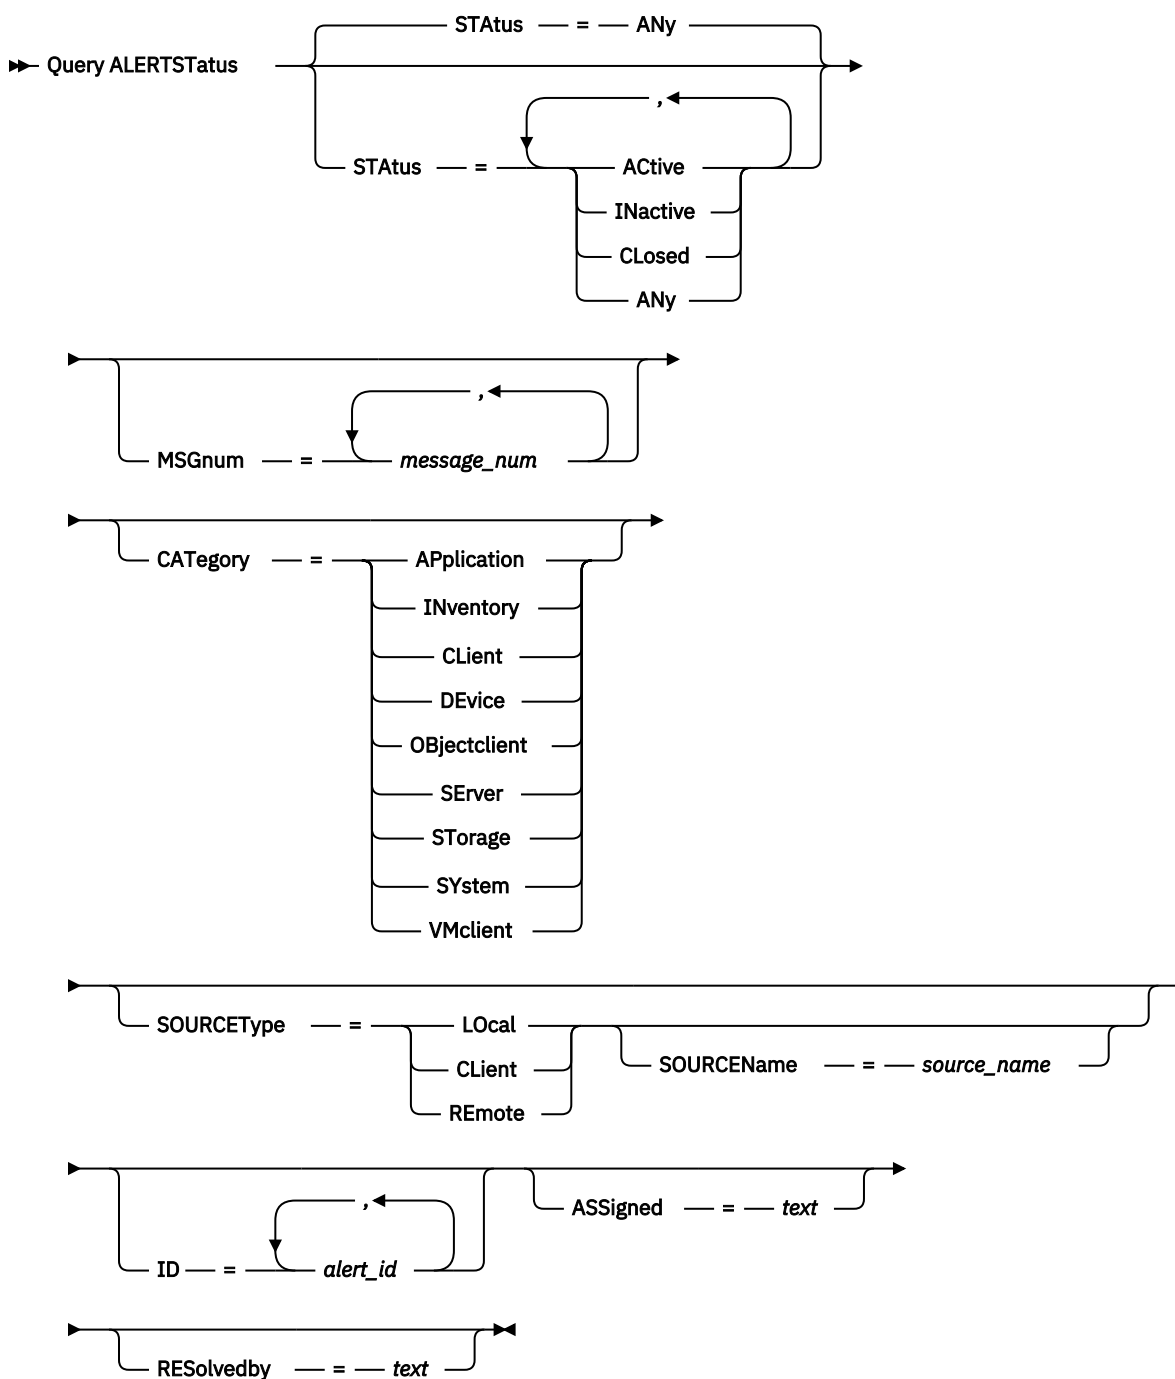 STAtus = ANy
Query ALERTSTatus
,
STAtus = ACtive
INactive
CLosed
ANy
,
MSGnum = message_num
CATegory = APplication
INventory
CLient
DEvice
OBjectclient
SErver
STorage
SYstem
VMclient
SOURCEType = LOcal
SOURCEName = source_name
CLient
REmote
,
ASSigned = text
ID = alert_id
RESolvedby = text